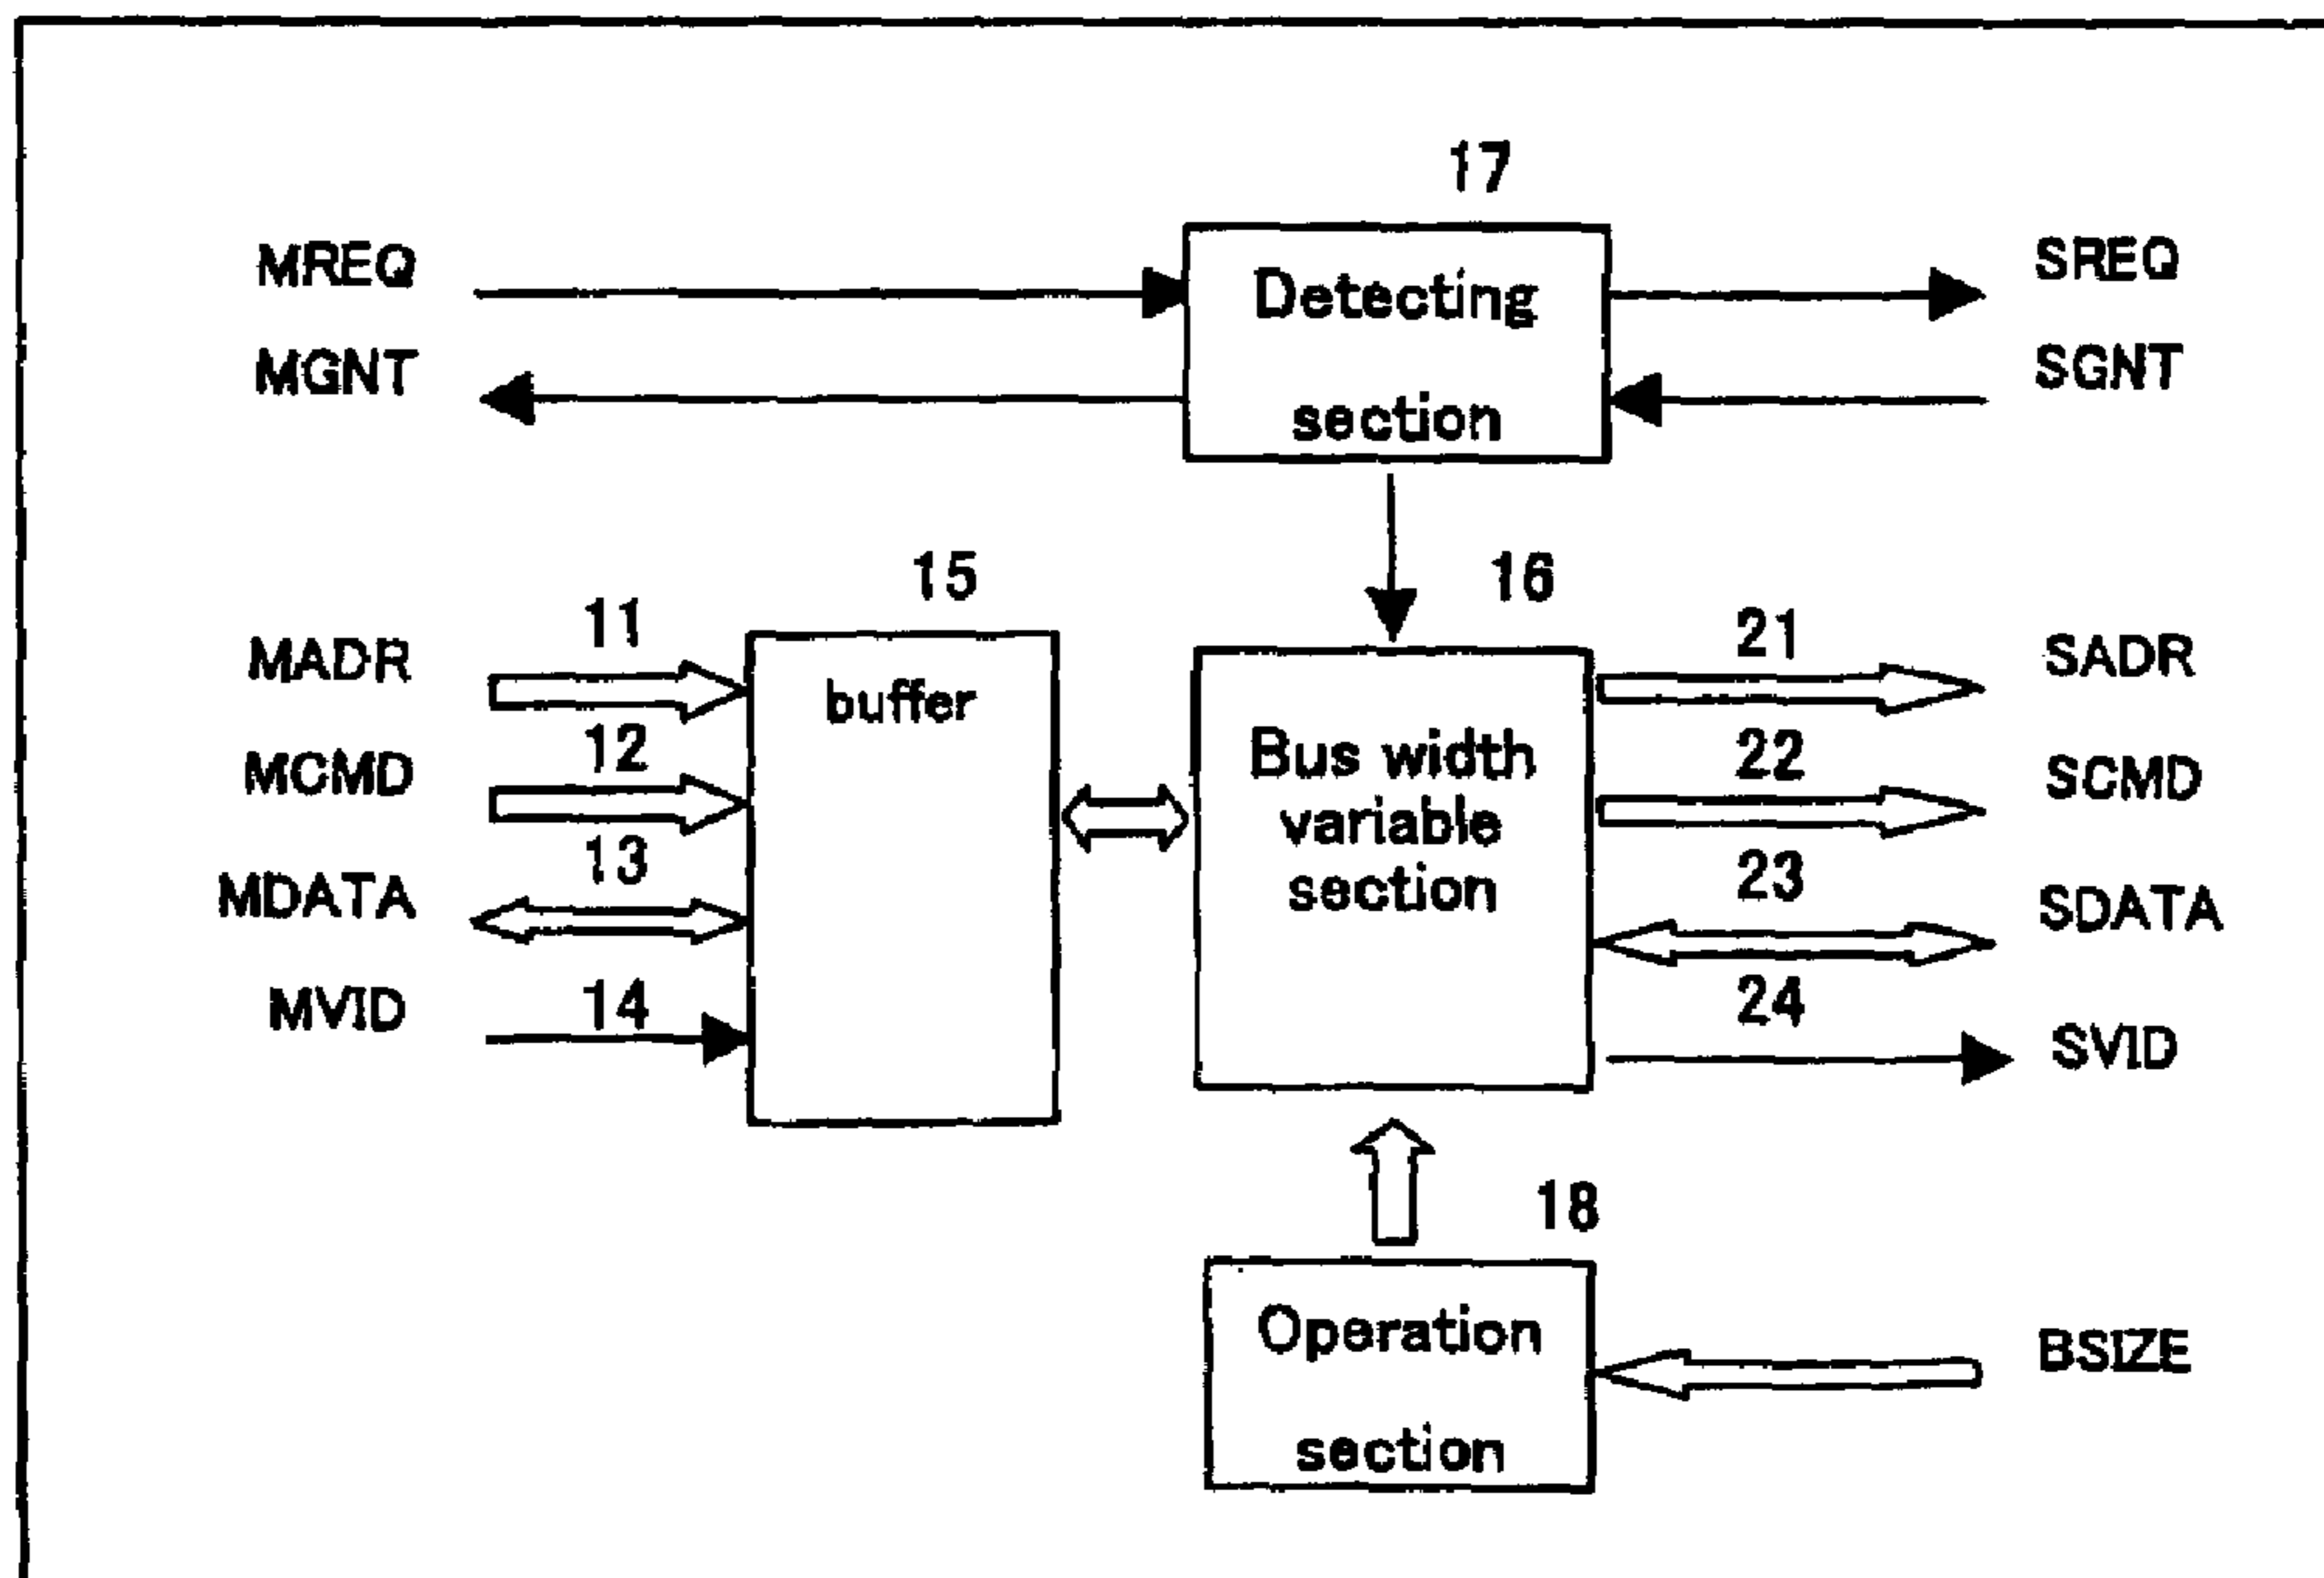 17
MREQ
Detecting
section
SREQ
MGNT
SGNT
15
16
11
21
MADR
buffer
SADR
12
22
MCMD
Bus width
variable
section
SCMD
13
23
MDATA
SDATA
14
24
MVID
SVID
18
Operation
section
BSIZE